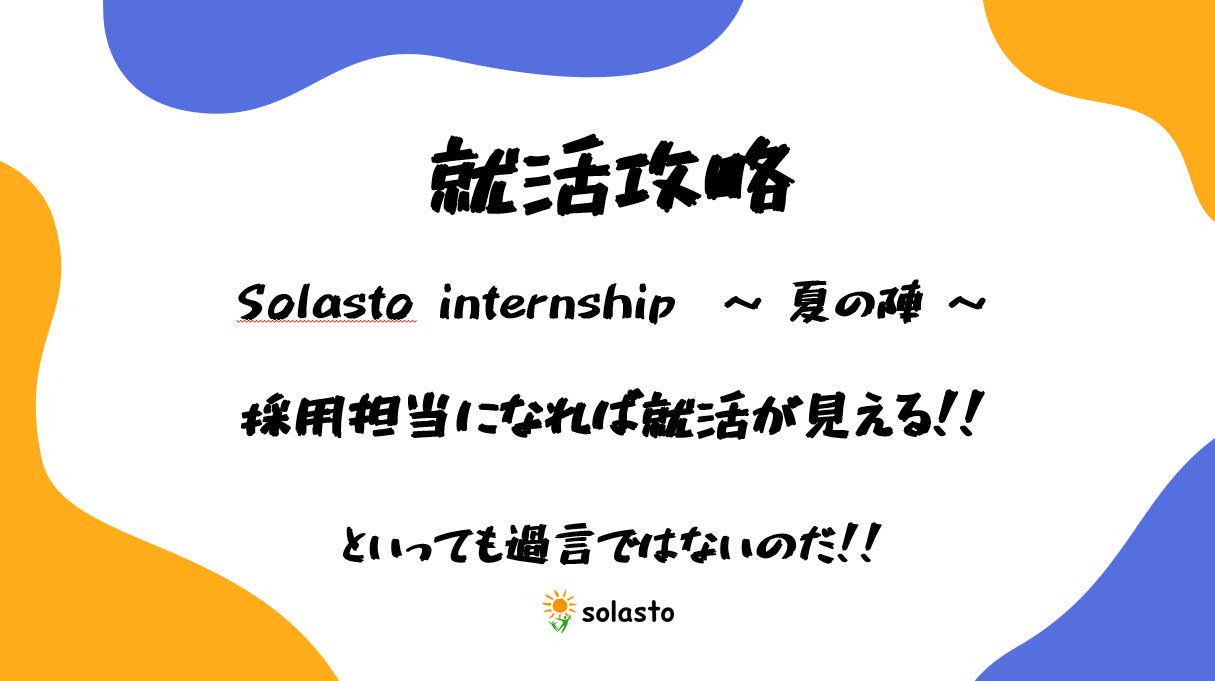 就活攻略
Solasto internship ～ 夏の陣 ～
採用担当になれば就活が見える!!
といっても過言ではないのだ!!
solasto